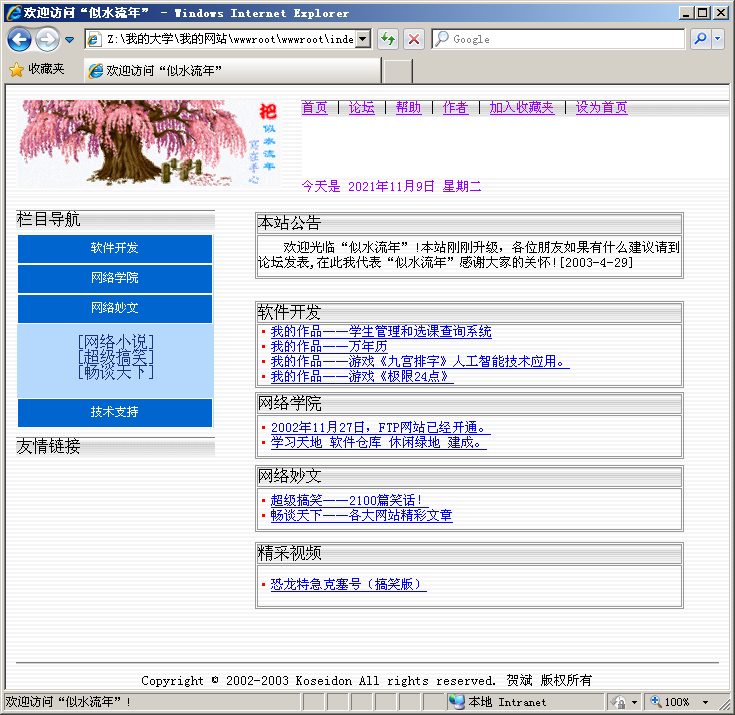 欢迎访问“似水流年” - Windows Internet Explorer
Z:\我的大学\我的网站\wwwroot\wwwroot\inde
Google
收藏夹
欢迎访问“似水流年”
把
似水流年
首页 | 论坛 | 帮助 | 作者 | 加入收藏夹 | 设为首页
今天是 2021年11月9日 星期二
栏目导航
软件开发
网络学院
网络妙文
[网络小说]
[超级搞笑]
[畅谈天下]
技术支持
友情链接
本站公告
欢迎光临“似水流年”!本站刚刚升级，各位朋友如果有什么建议请到
论坛发表,在此我代表“似水流年”感谢大家的关怀![2003-4-29]
软件开发
我的作品——学生管理和选课查询系统
我的作品——万年历
我的作品——游戏《九宫排字》人工智能技术应用。
我的作品——游戏《极限24点》
网络学院
2002年11月27日，FTP网站已经开通。
学习天地 软件仓库 休闲绿地 建成。
网络妙文
超级搞笑——2100篇笑话！
畅谈天下——各大网站精彩文章
精采视频
恐龙特急克塞号（搞笑版）
Copyright © 2002-2003 Koseidon All rights reserved. 贺斌 版权所有
欢迎访问“似水流年”!
本地 Intranet
100%